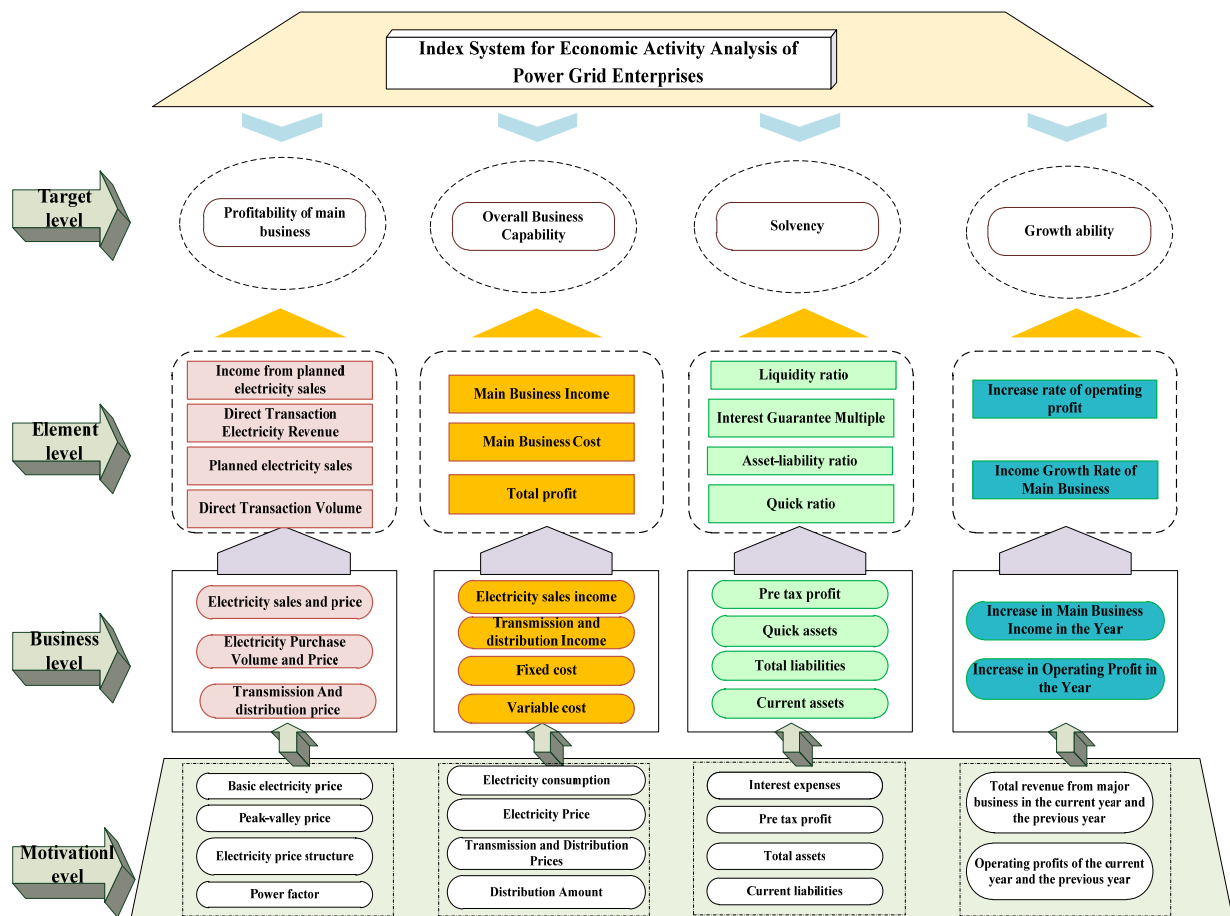 Index System for Economic Activity Analysis of
Power Grid Enterprises
Target
level
Profitability of main
business
Overall Business
Capability
Solvency
Growth ability
Element
level
Income from planned
electricity sales
Direct Transaction
Electricity Revenue
Planned electricity sales
Direct Transaction Volume
Main Business Income
Main Business Cost
Total profit
Liquidity ratio
Interest Guarantee Multiple
Asset-liability ratio
Quick ratio
Increase rate of operating
profit
Income Growth Rate of
Main Business
Business
level
Electricity sales and price
Electricity Purchase
Volume and Price
Transmission And
distribution price
Electricity sales income
Transmission and
distribution Income
Fixed cost
Variable cost
Pre tax profit
Quick assets
Total liabilities
Current assets
Increase in Main Business
Income in the Year
Increase in Operating Profit in
the Year
Motivationl
evel
Basic electricity price
Peak-valley price
Electricity price structure
Power factor
Electricity consumption
Electricity Price
Transmission and Distribution
Prices
Distribution Amount
Interest expenses
Pre tax profit
Total assets
Current liabilities
Total revenue from major
business in the current year and
the previous year
Operating profits of the current
year and the previous year